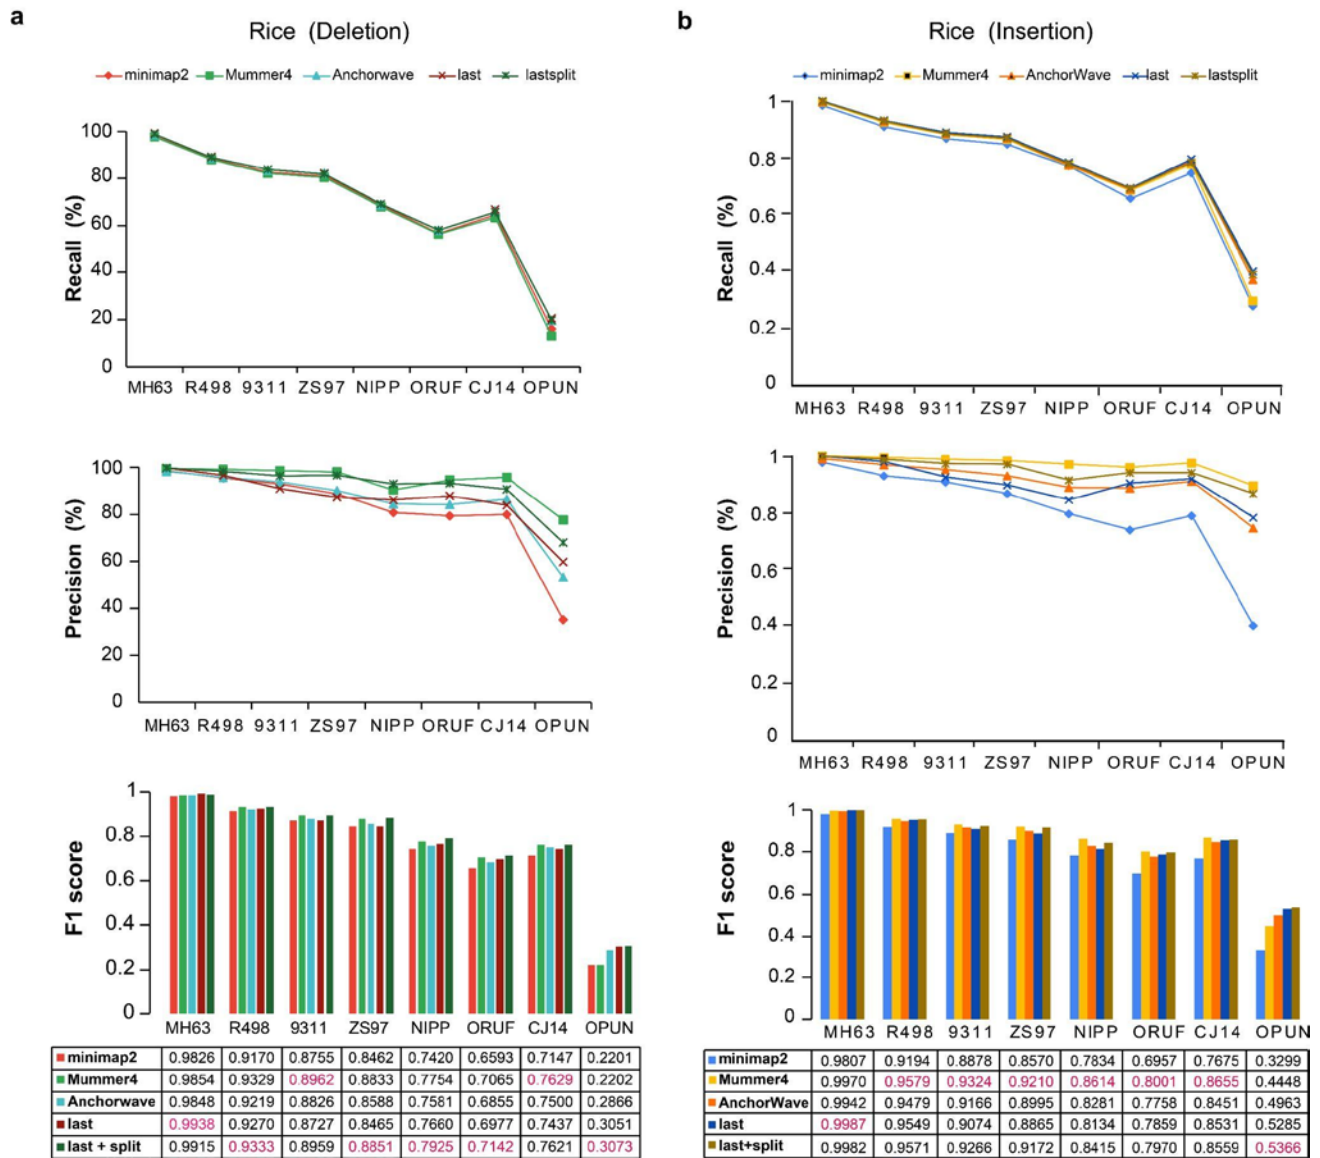 a
Rice (Deletion)
minimap2 Mummer4 Anchorwave last lastsplit
Recall (%)
100
80
60
40
20
0
MH63 R498 9311 ZS97 NIPP ORUF CJ14 OPUN
Precision (%)
100
80
60
40
20
0
MH63 R498 9311 ZS97 NIPP ORUF CJ14 OPUN
F1 score
1
0.8
0.6
0.4
0.2
0
MH63 R498 9311 ZS97 NIPP ORUF CJ14 OPUN
minimap2 0.9826 0.9170 0.8755 0.8462 0.7420 0.6593 0.7147 0.2201
Mummer4 0.9854 0.9329 0.8962 0.8833 0.7754 0.7065 0.7629 0.2202
Anchorwave 0.9848 0.9219 0.8826 0.8588 0.7581 0.6855 0.7500 0.2866
last 0.9938 0.9270 0.8727 0.8465 0.7660 0.6977 0.7437 0.3051
last + split 0.9915 0.9333 0.8959 0.8851 0.7925 0.7142 0.7621 0.3073
b
Rice (Insertion)
minimap2 Mummer4 AnchorWave last lastsplit
Recall (%)
1
0.8
0.6
0.4
0.2
0
MH63 R498 9311 ZS97 NIPP ORUF CJ14 OPUN
Precision (%)
1
0.8
0.6
0.4
0.2
0
MH63 R498 9311 ZS97 NIPP ORUF CJ14 OPUN
F1 score
1
0.8
0.6
0.4
0.2
0
MH63 R498 9311 ZS97 NIPP ORUF CJ14 OPUN
minimap2 0.9807 0.9194 0.8878 0.8570 0.7834 0.6957 0.7675 0.3299
Mummer4 0.9970 0.9579 0.9324 0.9210 0.8614 0.8001 0.8655 0.4448
AnchorWave 0.9942 0.9479 0.9166 0.8995 0.8281 0.7758 0.8451 0.4963
last 0.9987 0.9549 0.9074 0.8865 0.8134 0.7859 0.8531 0.5285
last+split 0.9982 0.9571 0.9266 0.9172 0.8415 0.7970 0.8559 0.5366